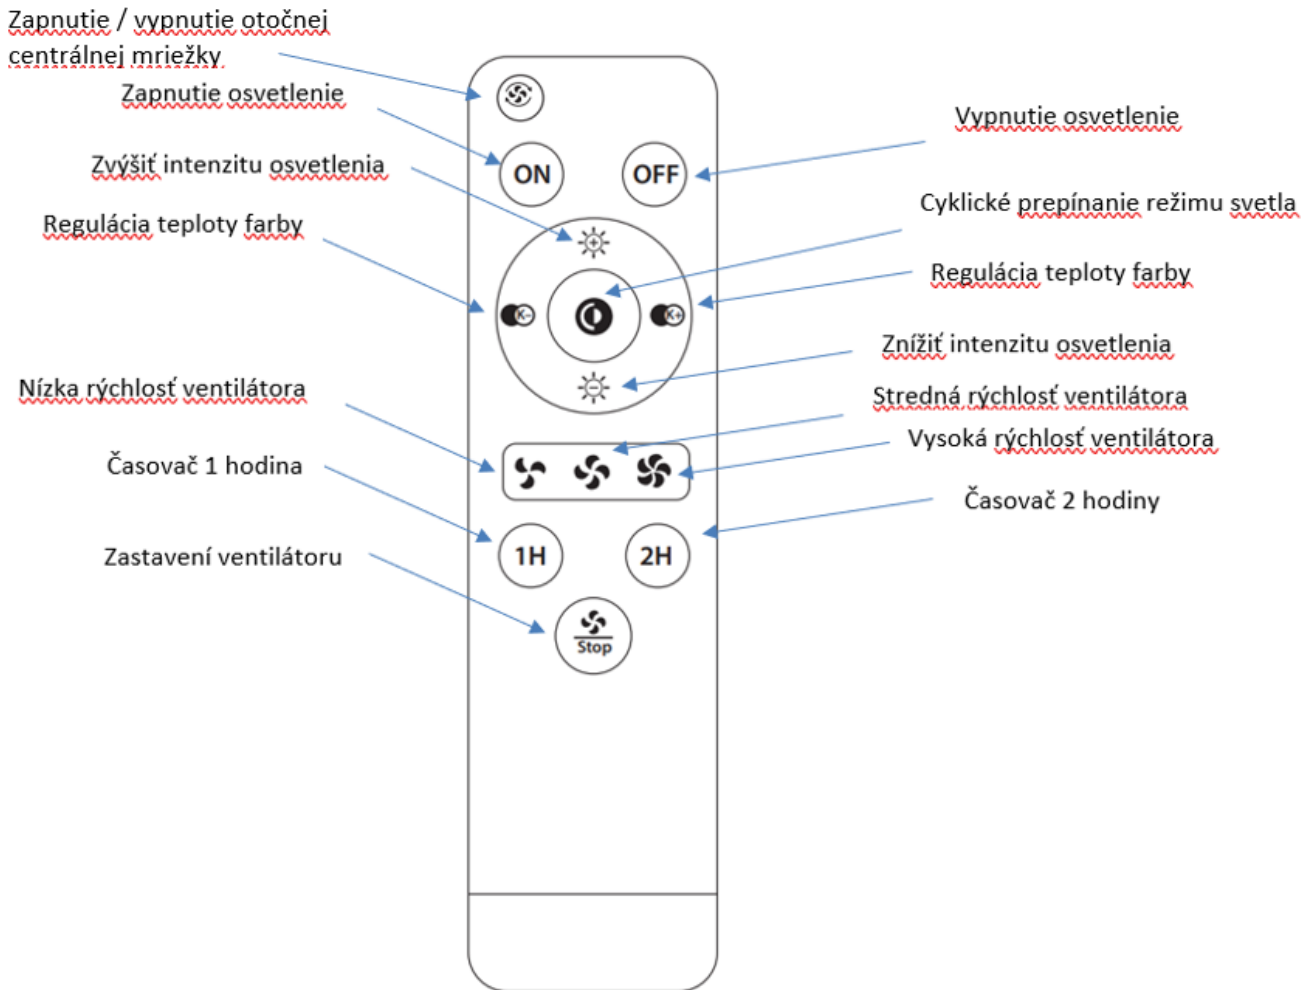 Zapnutie / vypnutie otočnej
centrálnej mriežky
Zapnutie osvetlenie
Vypnutie osvetlenie
Zvýšiť intenzitu osvetlenia
ON
OFF
Cyklické prepínanie režimu svetla
Regulácia teploty farby
Regulácia teploty farby
K-
K+
Znížiť intenzitu osvetlenia
Nízka rýchlosť ventilátora
Stredná rýchlosť ventilátora
Vysoká rýchlosť ventilátora
Časovač 1 hodina
Časovač 2 hodiny
1H
2H
Zastavení ventilátoru
Stop